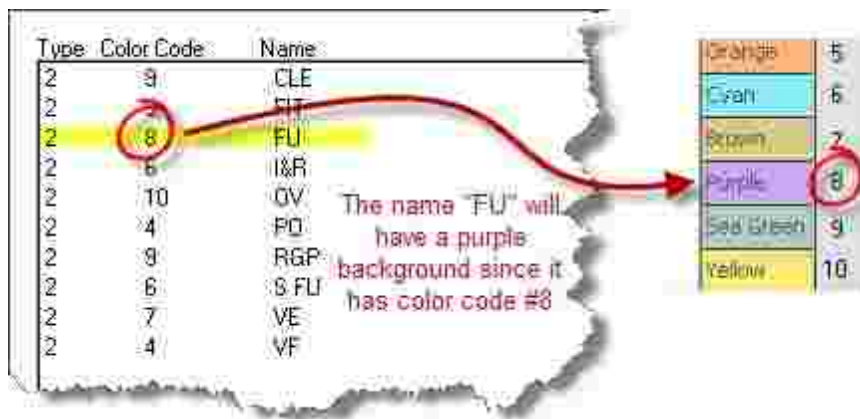 Type Color Code Name
2 9 CLE
2 FIT
2 8 FU
2 6 I&R
2 10 OV
2 4 PO
2 9 RGP
2 6 S FU
2 7 VE
2 4 VF
The name "FU" will
have a purple
background since it
has color code #8
Orange 5
Cyan 6
Brown 7
Purple 8
Sea Green 9
Yellow 10